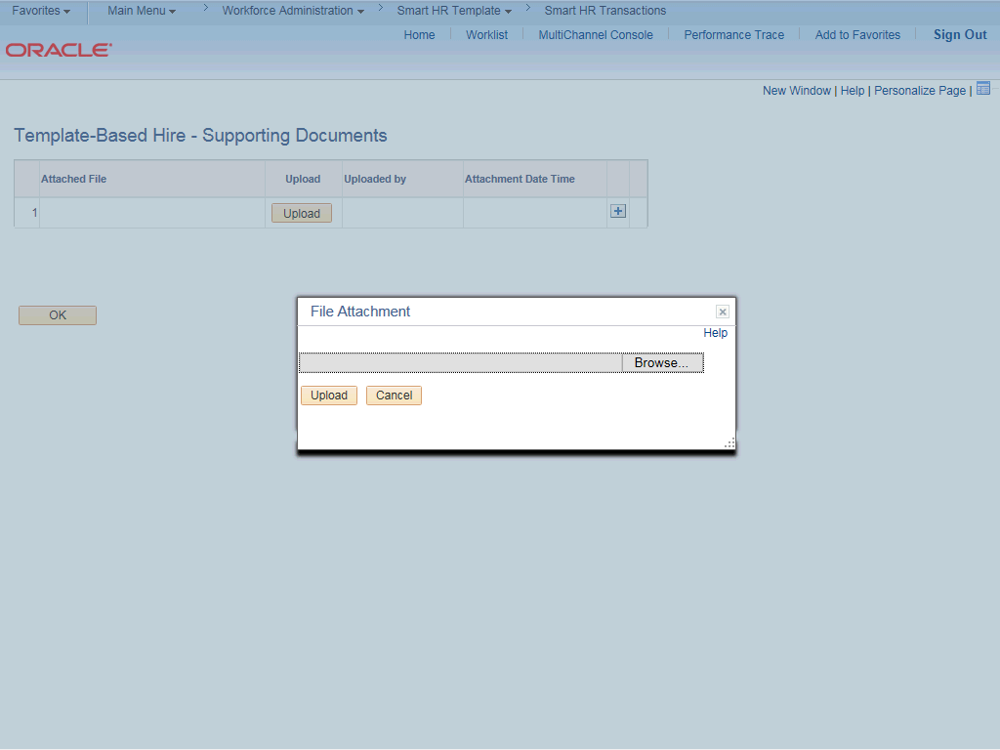 Favorites Main Menu Workforce Administration Smart HR Template Smart HR Transactions
Home Worklist MultiChannel Console Performance Trace Add to Favorites Sign Out
ORACLE
New Window | Help | Personalize Page |
Template-Based Hire - Supporting Documents
Attached File Upload Uploaded by Attachment Date Time
1 Upload
OK
File Attachment
Help
Browse...
Upload Cancel